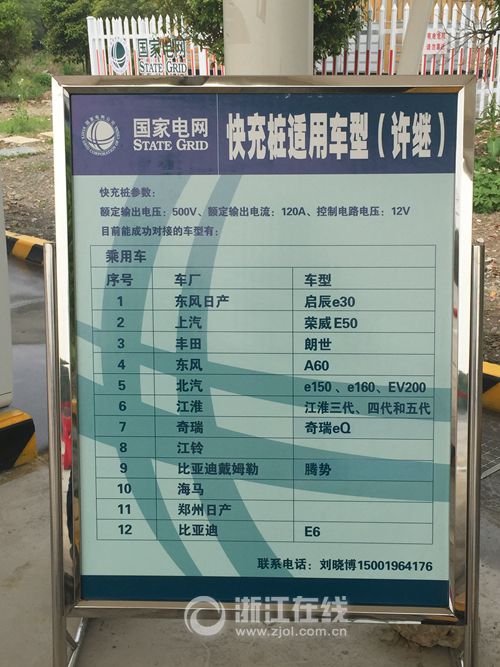 国家电网
STATE GRID
有电危险
请勿靠近
国家电网
STATE GRID
快充桩适用车型（许继）
快充桩参数：
额定输出电压：500V、额定输出电流：120A、控制电路电压：12V
目前能成功对接的车型有：
乘用车
序号 车厂 车型
1 东风日产 启辰e30
2 上汽 荣威E50
3 丰田 朗世
4 东风 A60
5 北汽 e150 、e160、EV200
6 江淮 江淮三代、四代和五代
7 奇瑞 奇瑞eQ
8 江铃
9 比亚迪戴姆勒 腾势
10 海马
11 郑州日产
12 比亚迪 E6
联系电话：刘晓博15001964176
浙江在线
www.zjol.com.cn